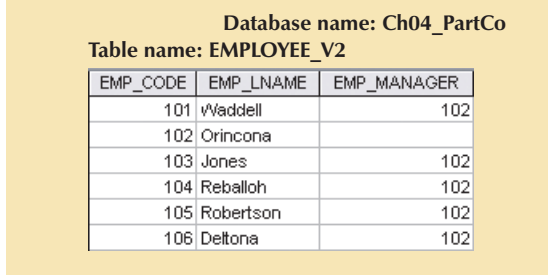 Database name: Ch04_PartCo
Table name: EMPLOYEE_V2
EMP_CODE EMP_LNAME EMP_MANAGER
101 Waddell 102
102 Orincona
103 Jones 102
104 Reballoh 102
105 Robertson 102
106 Deltona 102